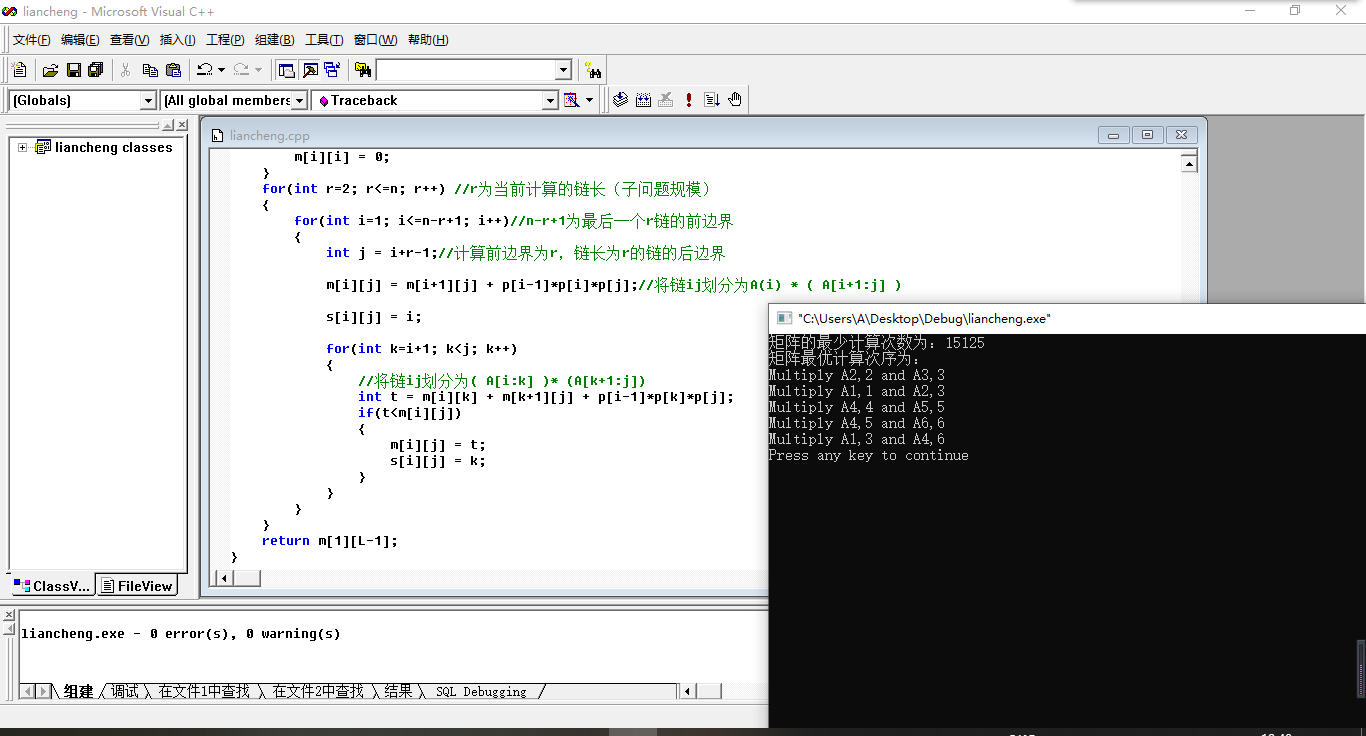 liancheng - Microsoft Visual C++
文件(F) 编辑(E) 查看(V) 插入(I) 工程(P) 组建(B) 工具(T) 窗口(W) 帮助(H)
(Globals) (All global members Traceback
liancheng classes
liancheng.cpp
m[i][i] = 0;
}
for(int r=2; r<=n; r++) //r为当前计算的链长（子问题规模）
{
for(int i=1; i<=n-r+1; i++)//n-r+1为最后一个r链的前边界
{
int j = i+r-1;//计算前边界为r，链长为r的链的后边界
m[i][j] = m[i+1][j] + p[i-1]*p[i]*p[j];//将链ij划分为A(i) * ( A[i+1:j] )
s[i][j] = i;
for(int k=i+1; k<j; k++)
{
//将链ij划分为( A[i:k] )* (A[k+1:j])
int t = m[i][k] + m[k+1][j] + p[i-1]*p[k]*p[j];
if(t<m[i][j])
{
m[i][j] = t;
s[i][j] = k;
}
}
}
}
return m[1][L-1];
}
ClassV... FileView
"C:\Users\A\Desktop\Debug\liancheng.exe"
矩阵的最少计算次数为：15125
矩阵最优计算次序为：
Multiply A2,2 and A3,3
Multiply A1,1 and A2,3
Multiply A4,4 and A5,5
Multiply A4,5 and A6,6
Multiply A1,3 and A4,6
Press any key to continue
liancheng.exe - 0 error(s), 0 warning(s)
组建 调试 在文件1中查找 在文件2中查找 结果 SQL Debugging